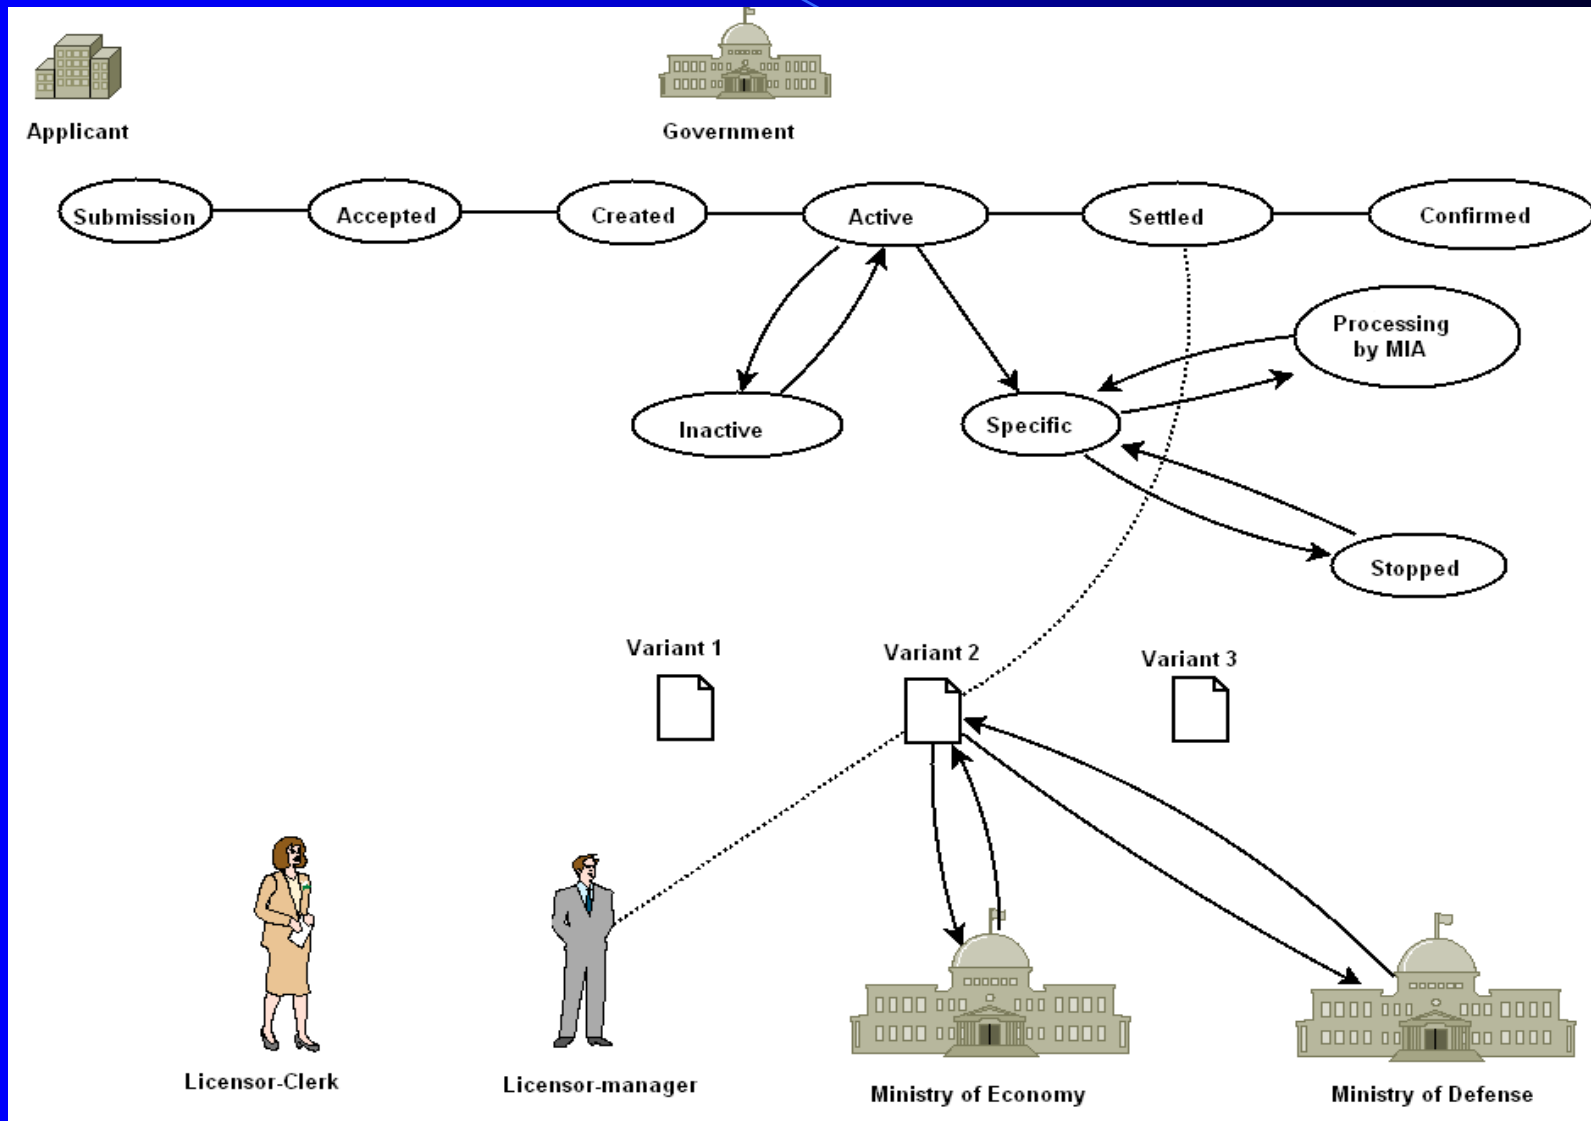 Applicant
Government
Submission
Accepted
Created
Active
Settled
Confirmed
Processing
by MIA
Inactive
Specific
Stopped
Variant 1
Variant 2
Variant 3
Licensor-Clerk
Licensor-manager
Ministry of Economy
Ministry of Defense